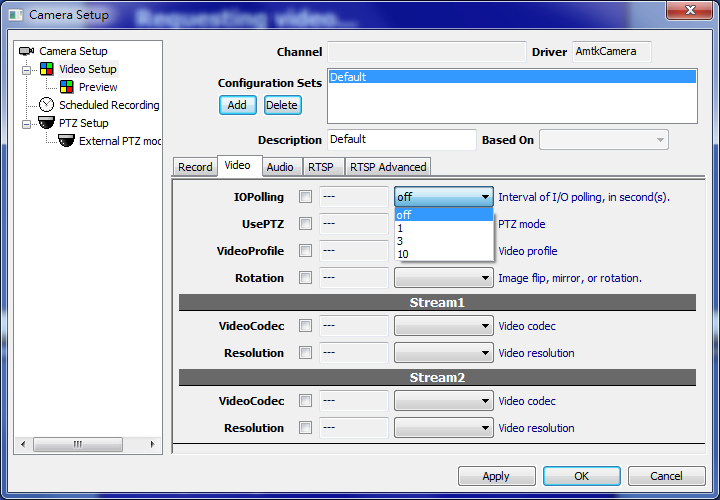 Camera Setup
Requesting video...
Camera Setup
Video Setup
Preview
Scheduled Recording
PTZ Setup
External PTZ mod
Channel
Driver AmtkCamera
Configuration Sets
Default
Add Delete
Description Default Based On
Record Video Audio RTSP RTSP Advanced
IOPolling --- off Interval of I/O polling, in second(s).
off
1
3
10
UsePTZ --- PTZ mode
VideoProfile --- Video profile
Rotation --- Image flip, mirror, or rotation.
Stream1
VideoCodec --- Video codec
Resolution --- Video resolution
Stream2
VideoCodec --- Video codec
Resolution --- Video resolution
Apply OK Cancel